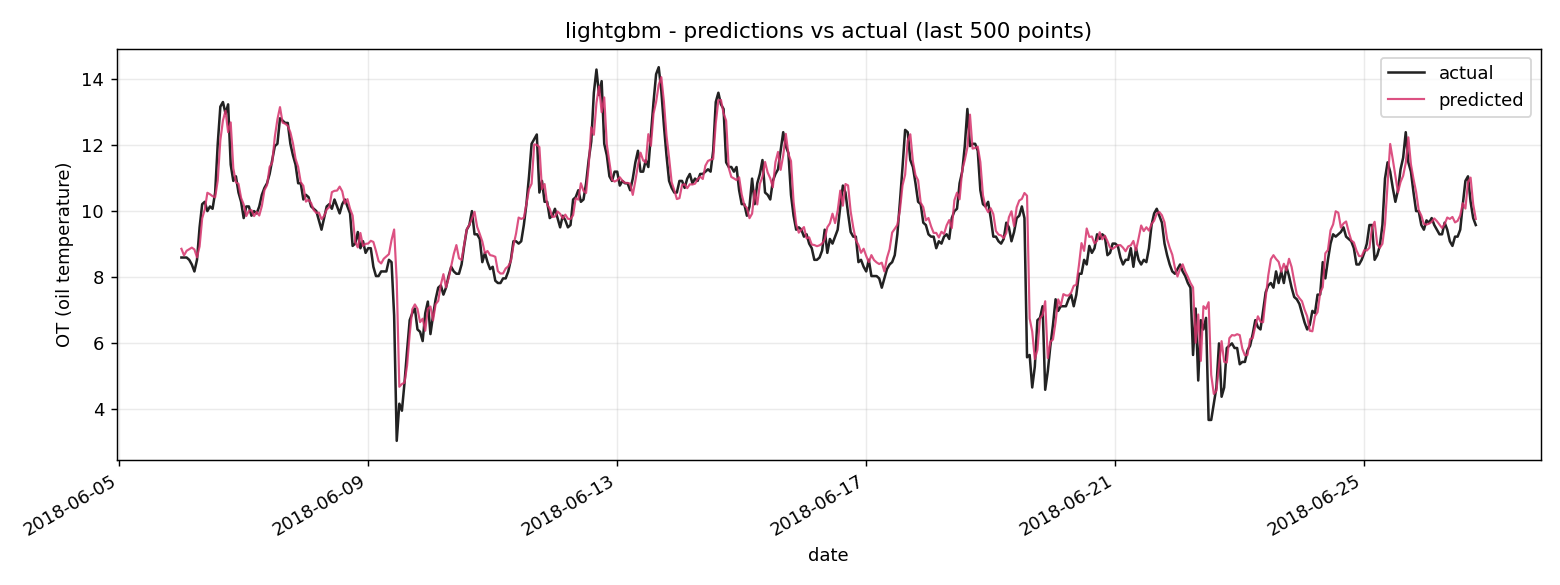 lightgbm - predictions vs actual (last 500 points)
actual
predicted
OT (oil temperature)
14
12
10
8
6
4
2018-06-05
2018-06-09
2018-06-13
2018-06-17
2018-06-21
2018-06-25
date